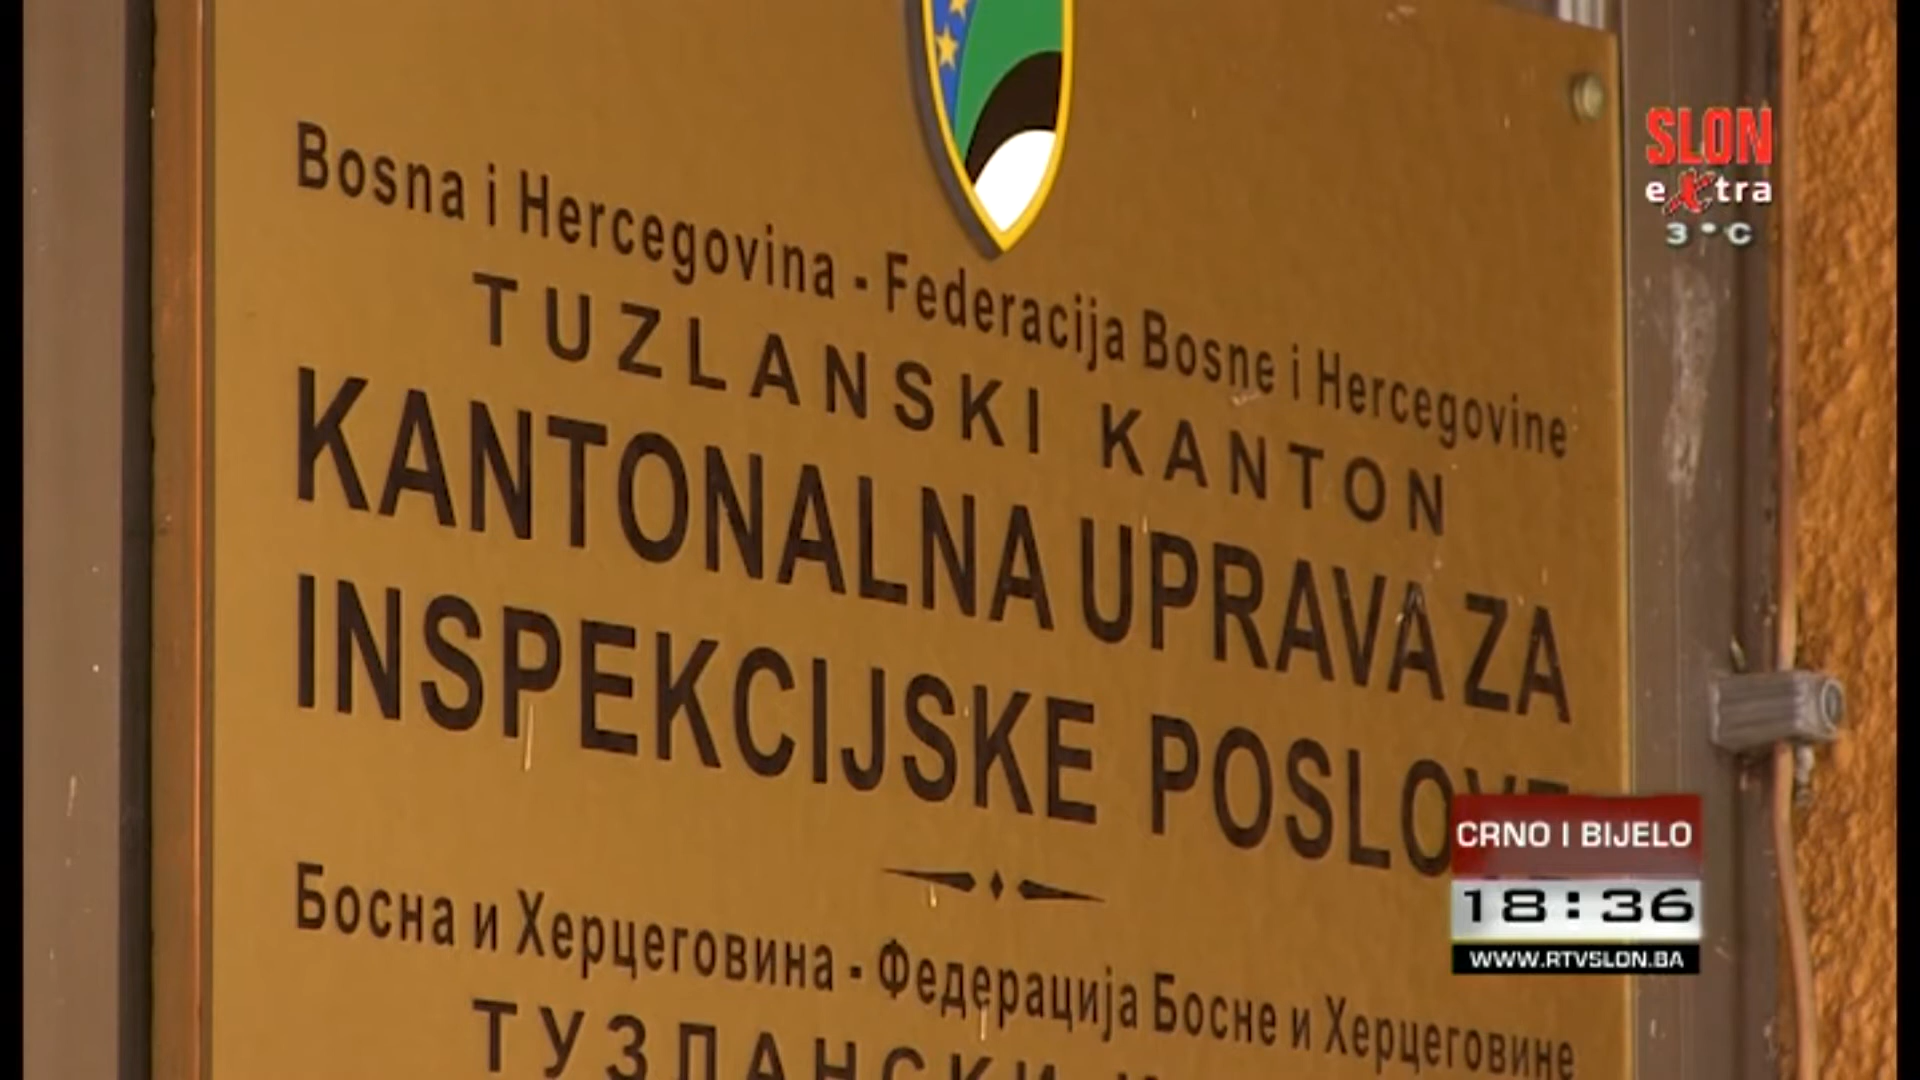 Bosna i Hercegovina - Federacija Bosne i Hercegovine
TUZLANSKI KANTON
KANTONALNA UPRAVA ZA
INSPEKCIJSKE POSLOVE
Босна и Херцеговина - Федерација Босне и Херцеговине
ТУЗЛАНСКИ
SLON
extra
3°C
CRNO I BIJELO
18:36
WWW.RTVSLON.BA